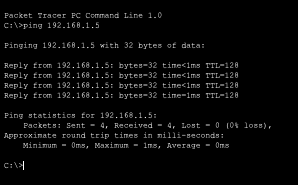 Packet Tracer PC Command Line 1.0
C:\>ping 192.168.1.5
Pinging 192.168.1.5 with 32 bytes of data:
Reply from 192.168.1.5: bytes=32 time<1ms TTL=128
Reply from 192.168.1.5: bytes=32 time<1ms TTL=128
Reply from 192.168.1.5: bytes=32 time<1ms TTL=128
Reply from 192.168.1.5: bytes=32 time=1ms TTL=128
Ping statistics for 192.168.1.5:
Packets: Sent = 4, Received = 4, Lost = 0 (0% loss),
Approximate round trip times in milli-seconds:
Minimum = 0ms, Maximum = 1ms, Average = 0ms
C:\>